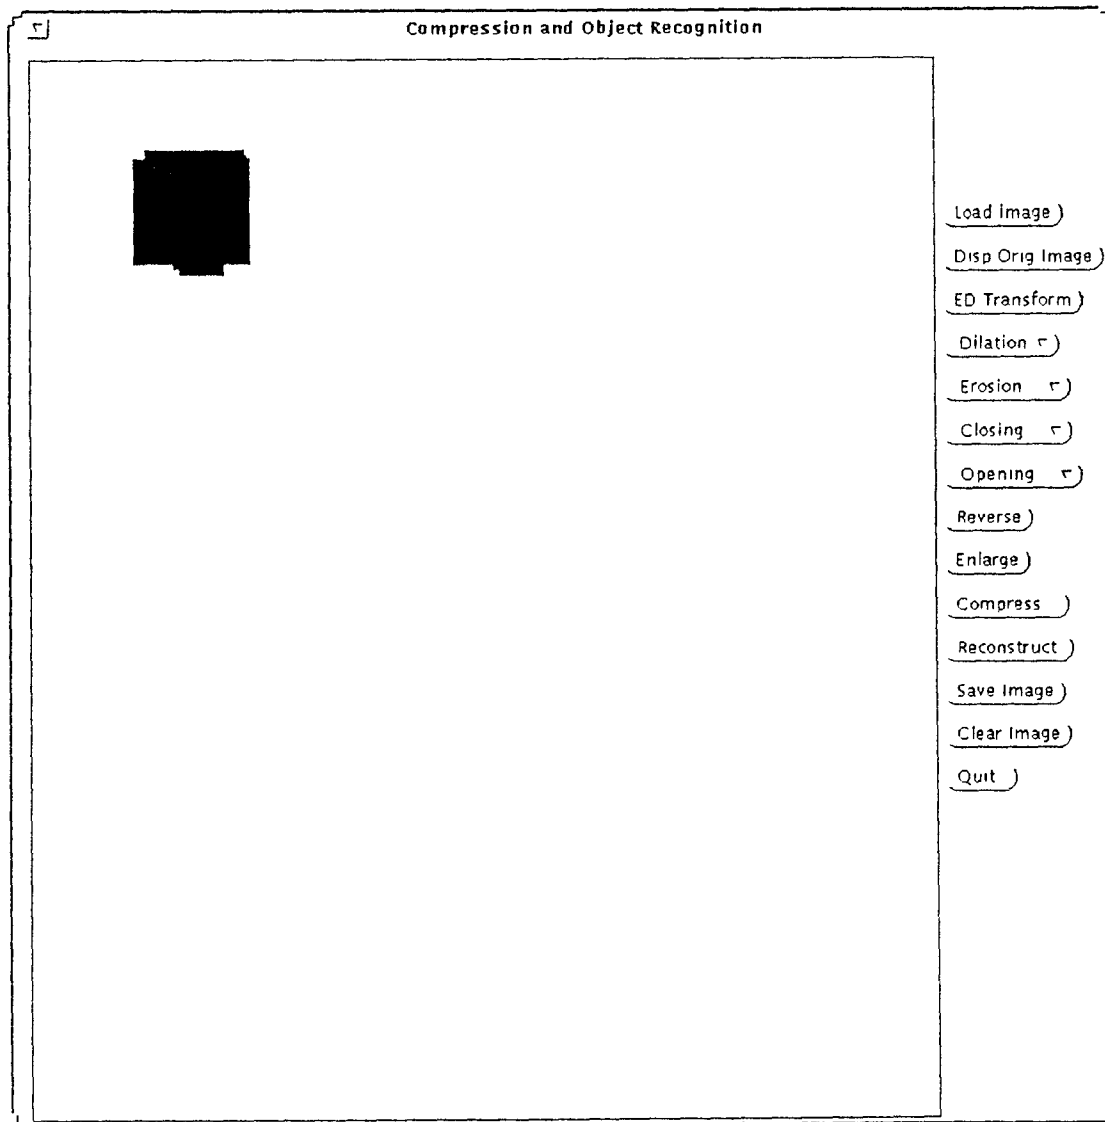 Compression and Object Recognition
Load image
Disp Orig Image
ED Transform
Dilation
Erosion
Closing
Opening
Reverse
Enlarge
Compress
Reconstruct
Save Image
Clear Image
Quit